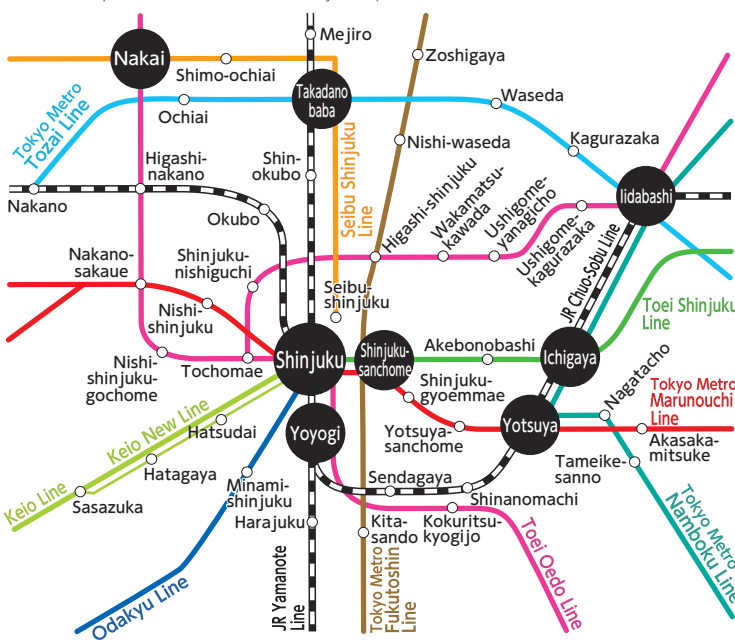 Mejiro
Nakai
Zoshigaya
Shimo-ochiai
Takadano
baba
Waseda
Ochiai
Tokyo Metro
Tozai Line
Kagurazaka
Nishi-waseda
Higashi-
nakano
Shin-
okubo
Seibu Shinjuku
Line
Higashi-shinjuku
Wakamatsu-
kawada
Ushigome-
yanagicho
Ushigome-
kagurazaka
Iidabashi
Nakano
Okubo
JR Chuo-Sobu Line
Nakano-
sakaue
Shinjuku-
nishiguchi
Seibu-
shinjuku
Toei Shinjuku
Line
Nishi-
shinjuku
Akebonobashi
Ichigaya
Nishi-
shinjuku-
gochome
Tochomae
Shinjuku
Shinjuku-
sanchome
Shinjuku-
gyoemmae
Nagatacho
Tokyo Metro
Marunouchi
Line
Keio New Line
Hatsudai
Yoyogi
Yotsuya-
sanchome
Yotsuya
Akasaka-
mitsuke
Hatagaya
Tameike-
sanno
Keio Line
Sasazuka
Minami-
shinjuku
Sendagaya
Shinanomachi
Harajuku
Kita-
sando
Kokuritsu-
kyogijo
Tokyo Metro
Namboku Line
Odakyu Line
JR Yamanote
Line
Tokyo Metro
Fukutoshin
Line
Toei Oedo Line